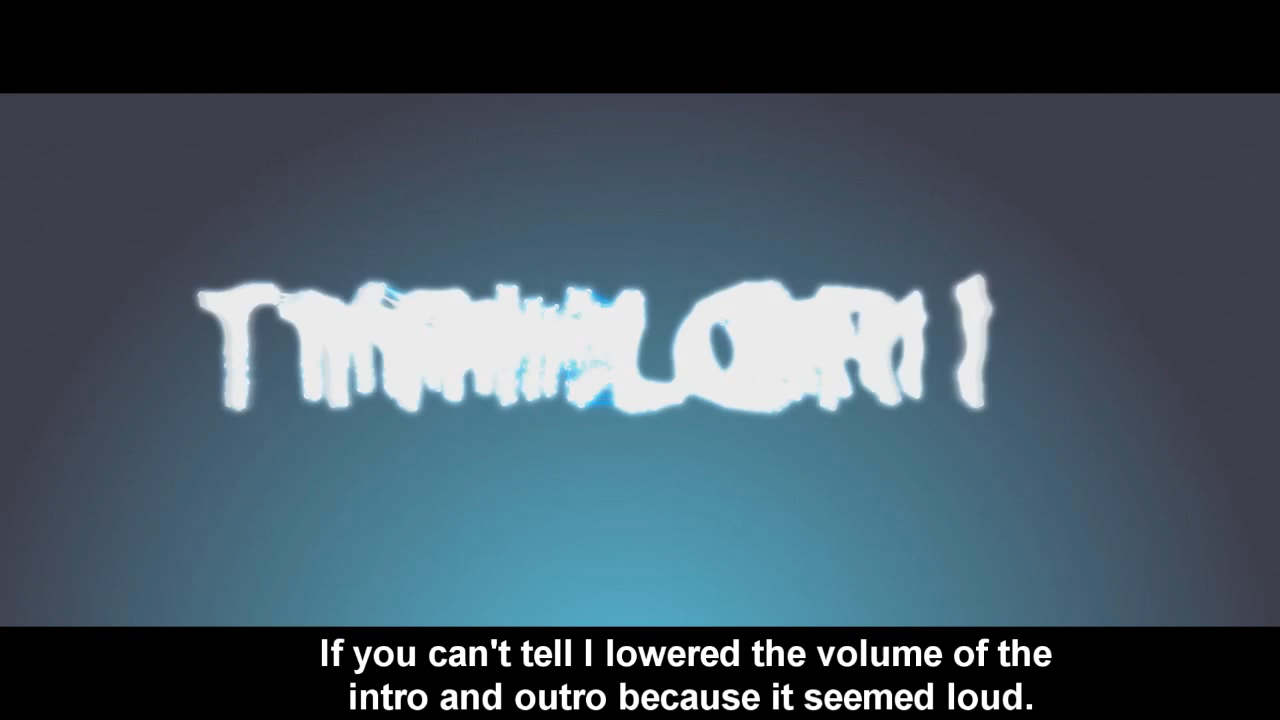 If you can't tell I lowered the volume of the
intro and outro because it seemed loud.